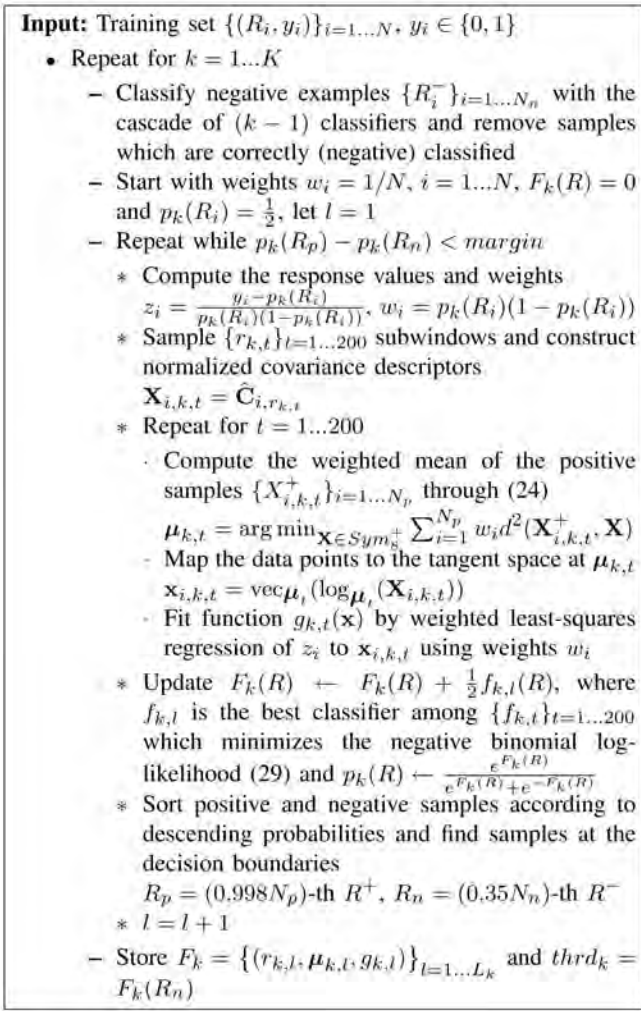 Input: Training set {(R_i, y_i)}_{i=1...N}, y_i ∈ {0, 1}
• Repeat for k = 1...K
– Classify negative examples {R_i^-}_{i=1...N_n} with the
cascade of (k − 1) classifiers and remove samples
which are correctly (negative) classified
– Start with weights w_i = 1/N, i = 1...N, F_k(R) = 0
and p_k(R_i) = 1/2, let l = 1
– Repeat while p_k(R_p) − p_k(R_n) < margin
* Compute the response values and weights
z_i = (y_i − p_k(R_i)) / (p_k(R_i)(1−p_k(R_i))), w_i = p_k(R_i)(1 − p_k(R_i))
* Sample {r_{k,t}}_{t=1...200} subwindows and construct
normalized covariance descriptors
X_{i,k,t} = Ĉ_{i,r_{k,t}}
* Repeat for t = 1...200
· Compute the weighted mean of the positive
samples {X^+_{i,k,t}}_{i=1...N_p} through (24)
μ_{k,t} = arg min_{X∈Sym_8^+} ∑_{i=1}^{N_p} w_i d^2(X^+_{i,k,t}, X)
· Map the data points to the tangent space at μ_{k,t}
x_{i,k,t} = vec_{μ_t}(log_{μ_t}(X_{i,k,t}))
· Fit function g_{k,t}(x) by weighted least-squares
regression of z_i to x_{i,k,t} using weights w_i
* Update F_k(R) ← F_k(R) + 1/2 f_{k,l}(R), where
f_{k,l} is the best classifier among {f_{k,t}}_{t=1...200}
which minimizes the negative binomial log-
likelihood (29) and p_k(R) ← e^{F_k(R)} / (e^{F_k(R)}+e^{−F_k(R)})
* Sort positive and negative samples according to
descending probabilities and find samples at the
decision boundaries
R_p = (0.998N_p)-th R^+, R_n = (0.35N_n)-th R^-
* l = l + 1
– Store F_k = {(r_{k,l}, μ_{k,l}, g_{k,l})}_{l=1...L_k} and thrd_k =
F_k(R_n)